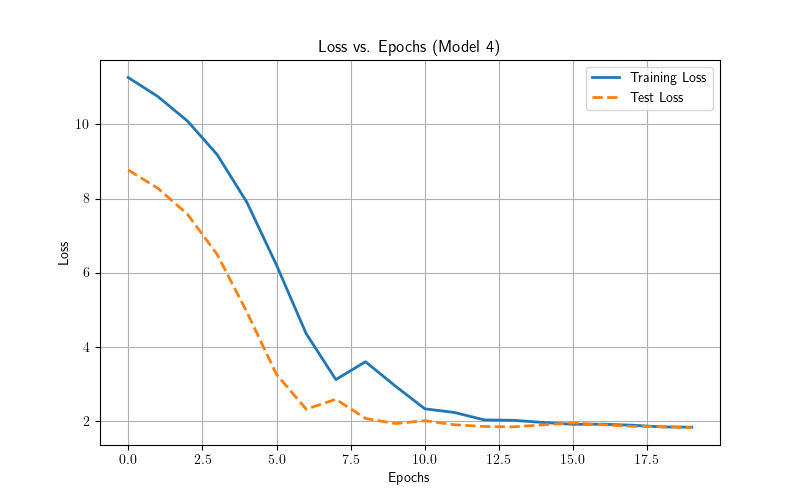 Loss vs. Epochs (Model 4)
Training Loss
Test Loss
10
8
6
4
2
Loss
0.0 2.5 5.0 7.5 10.0 12.5 15.0 17.5
Epochs